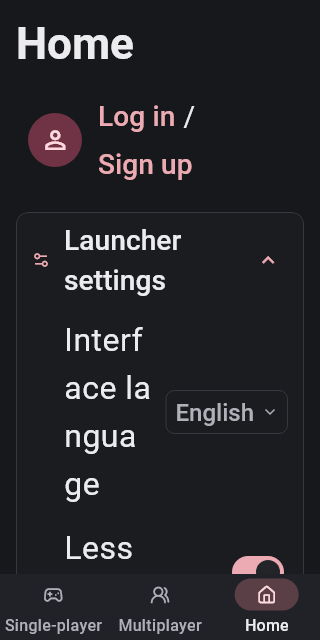 Home
Log in /
Sign up
Launcher
settings
Interf
ace la
ngua
ge
English
Less
Single-player
Multiplayer
Home